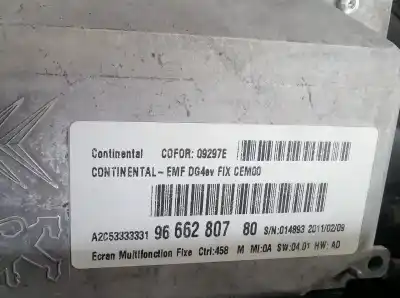 Continental COFOR: 09297E
CONTINENTAL- EMF DG4ev FIX CEM00
A2C53333331 96 662 807 80 S/N:014893 2011/02/09
Ecran Multifonction Fixe Ctrl:458 M MI:0A SW:04.01 HW: A0